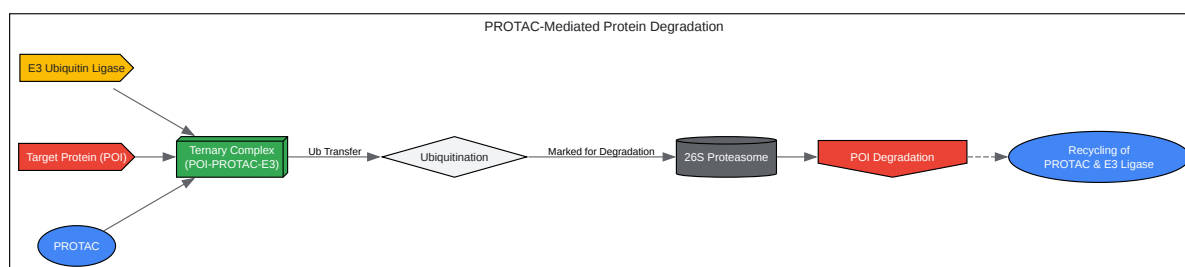 PROTAC-Mediated Protein Degradation
E3 Ubiquitin Ligase
Target Protein (POI)
PROTAC
Ternary Complex
(POI-PROTAC-E3)
Ub Transfer
Ubiquitination
Marked for Degradation
26S Proteasome
POI Degradation
Recycling of
PROTAC & E3 Ligase